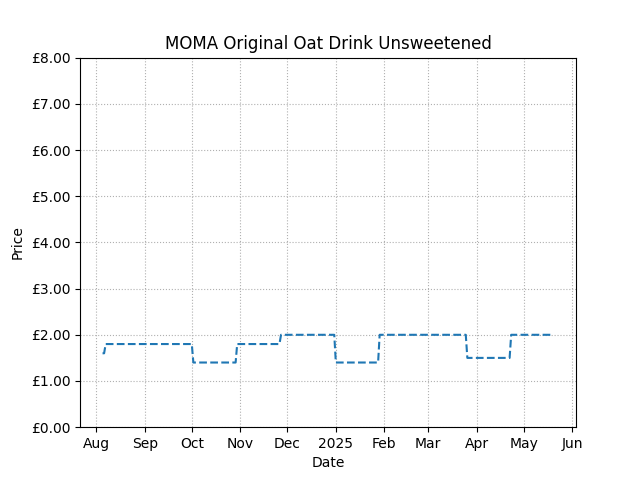 MOMA Original Oat Drink Unsweetened
£8.00
£7.00
£6.00
£5.00
£4.00
£3.00
£2.00
£1.00
£0.00
Price
Aug Sep Oct Nov Dec 2025 Feb Mar Apr May Jun
Date